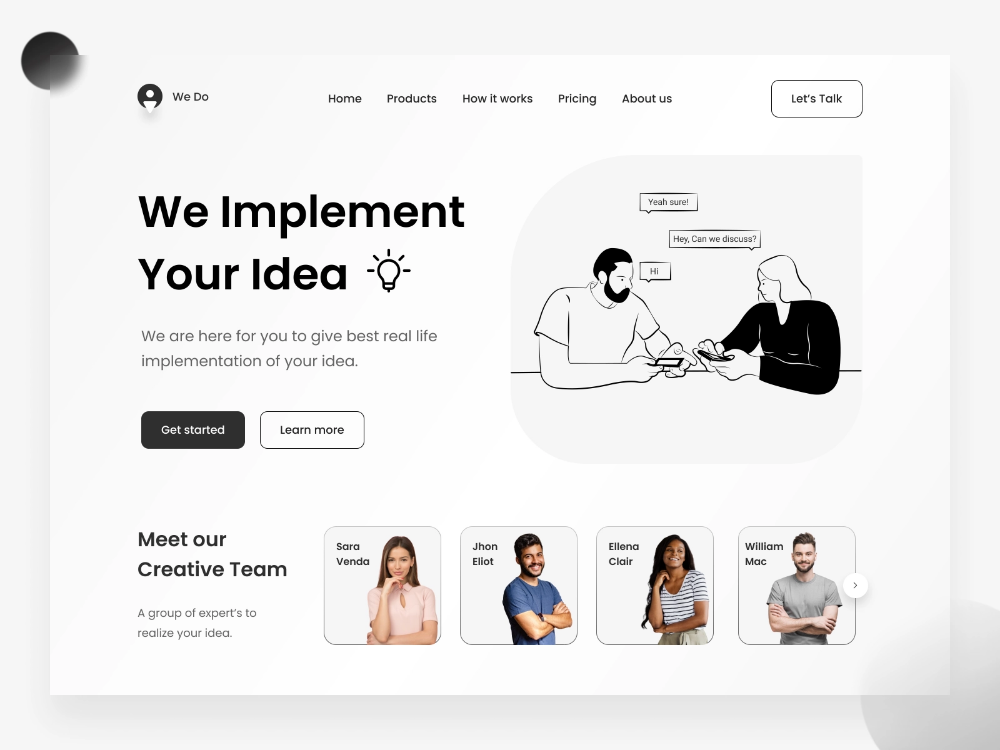 We Do
Home
Products
How it works
Pricing
About us
Let’s Talk
We Implement
Your Idea
We are here for you to give best real life
implementation of your idea.
Get started
Learn more
Yeah sure!
Hey, Can we discuss?
Hi
Meet our
Creative Team
A group of expert’s to
realize your idea.
Sara
Venda
Jhon
Eliot
Ellena
Clair
William
Mac